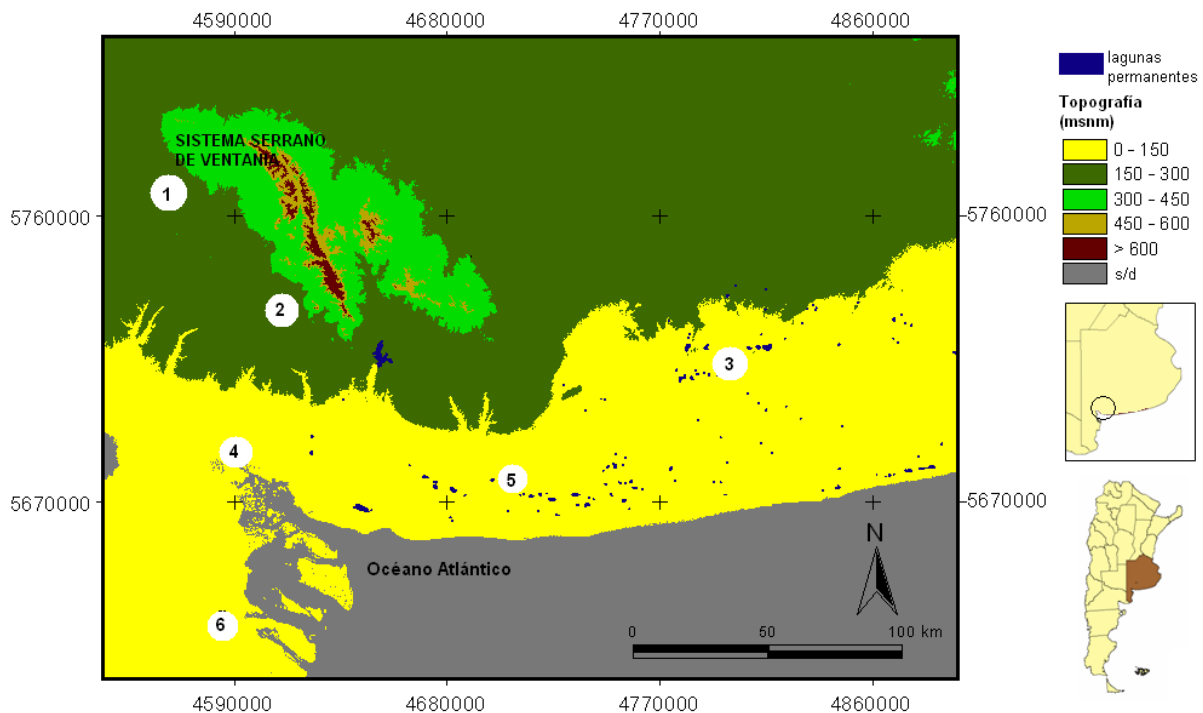 4590000 4680000 4770000 4860000
lagunas
permanentes
Topografía
(msnm)
0 - 150
150 - 300
300 - 450
450 - 600
> 600
s/d
SISTEMA SERRANO
DE VENTANIA
1
5760000
5760000
2
3
4
5
5670000
5670000
N
Océano Atlántico
6
0 50 100 km
4590000 4680000 4770000 4860000